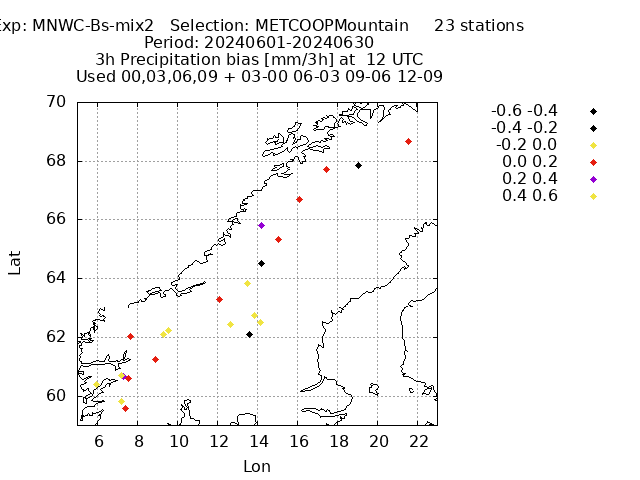 Exp: MNWC-Bs-mix2   Selection: METCOOPMountain     23 stations
Period: 20240601-20240630
3h Precipitation bias [mm/3h] at  12 UTC
Used 00,03,06,09 + 03-00 06-03 09-06 12-09
70
68
66
64
62
60
Lat
6 8 10 12 14 16 18 20 22
Lon
-0.6 -0.4
-0.4 -0.2
-0.2 0.0
0.0 0.2
0.2 0.4
0.4 0.6